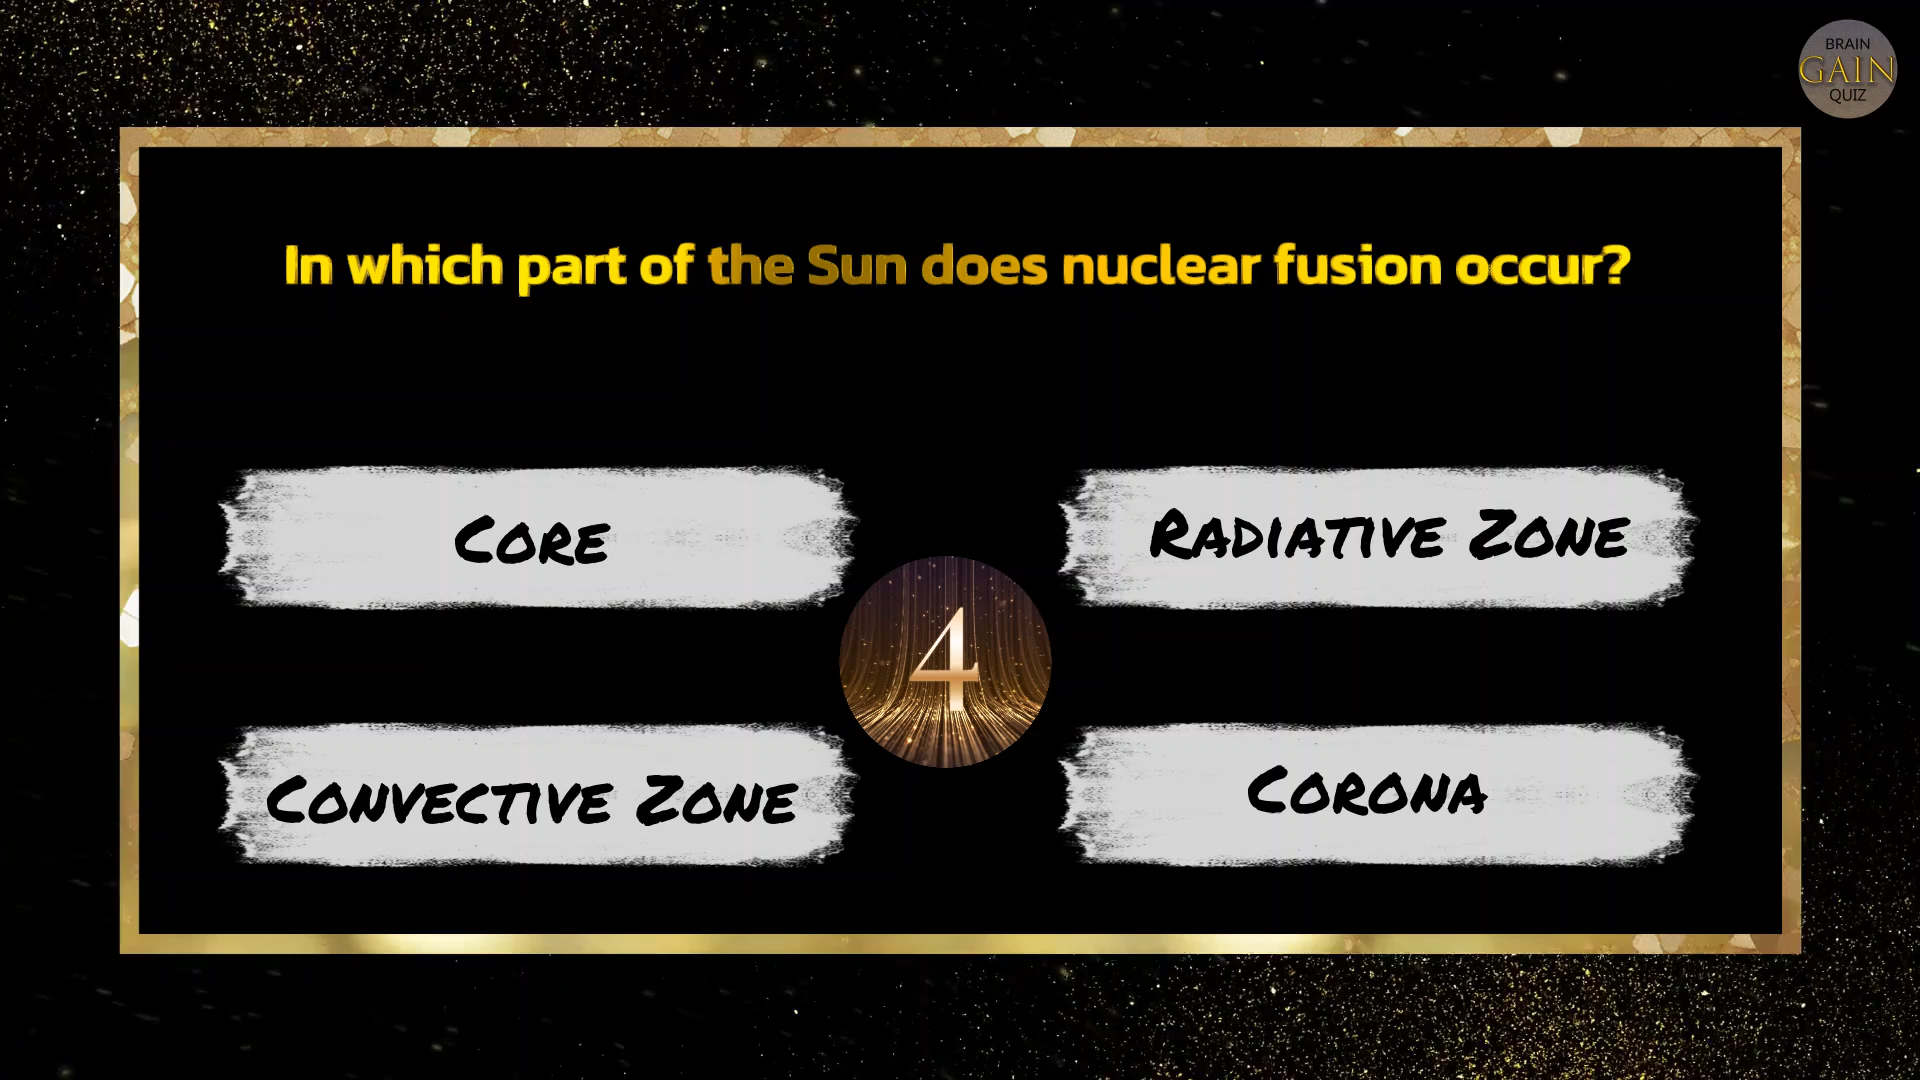 BRAIN
GAIN
QUIZ
In which part of the Sun does nuclear fusion occur?
CORE
RADIATIVE ZONE
4
CONVECTIVE ZONE
CORONA